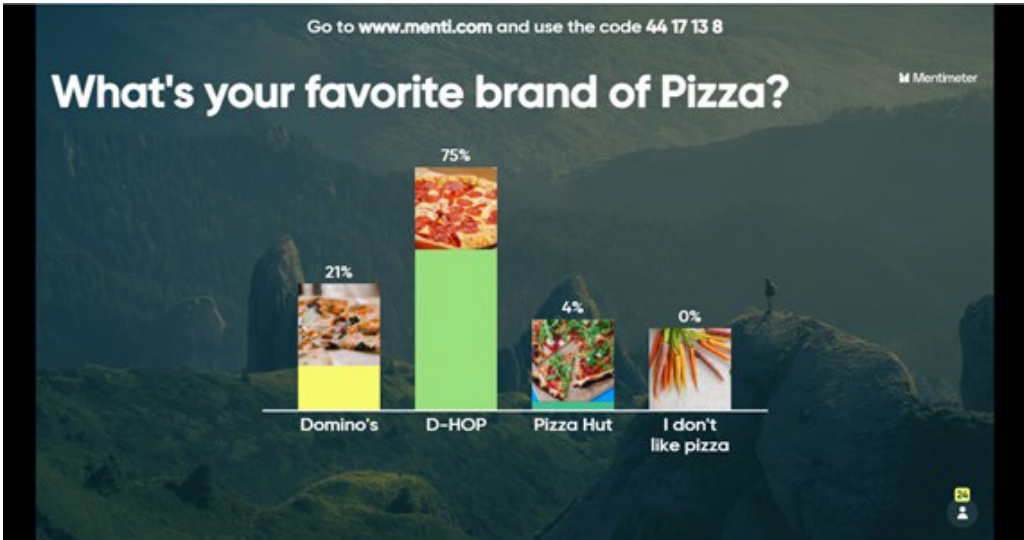 Go to www.menti.com and use the code 44 17 13 8
What's your favorite brand of Pizza?
Mentimeter
75%
21%
4%
0%
Domino's
D-HOP
Pizza Hut
I don't
like pizza
24